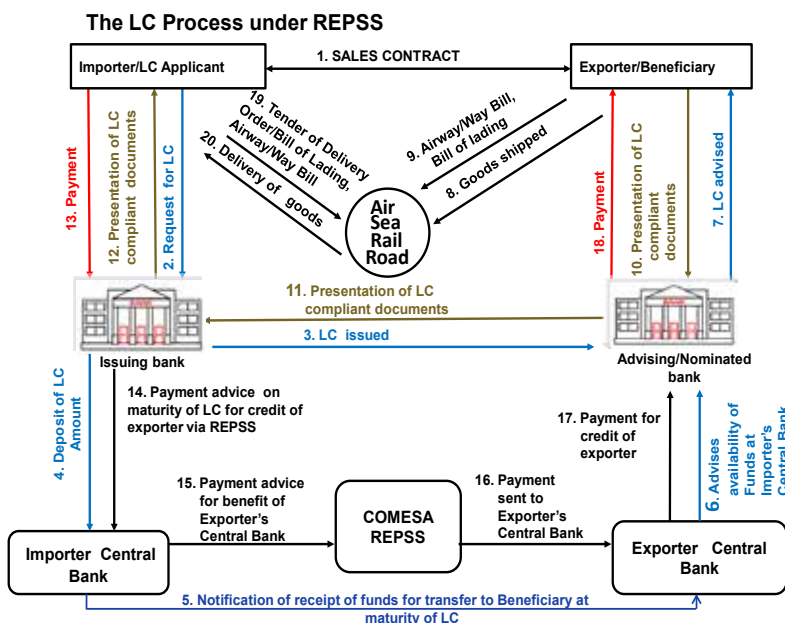 The LC Process under REPSS
Importer/LC Applicant
1. SALES CONTRACT
Exporter/Beneficiary
13. Payment
12. Presentation of LC
compliant documents
2. Request for LC
19. Tender of Delivery
Order/Bill of Lading,
Airway/Way Bill
20. Delivery of goods
9. Airway/Way Bill,
Bill of lading
8. Goods shipped
Air
Sea
Rail
Road
18. Payment
10. Presentation of LC
compliant
documents
7. LC advised
11. Presentation of LC
compliant documents
3. LC issued
Issuing bank
Advising/Nominated
bank
4. Deposit of LC
Amount
14. Payment advice on
maturity of LC for credit of
exporter via REPSS
17. Payment for
credit of
exporter
6. Advises
availability of
Funds at
Importer's
Central Bank
15. Payment advice
for benefit of
Exporter's
Central Bank
COMESA
REPSS
16. Payment
sent to
Exporter's
Central Bank
Importer Central
Bank
Exporter Central
Bank
5. Notification of receipt of funds for transfer to Beneficiary at
maturity of LC